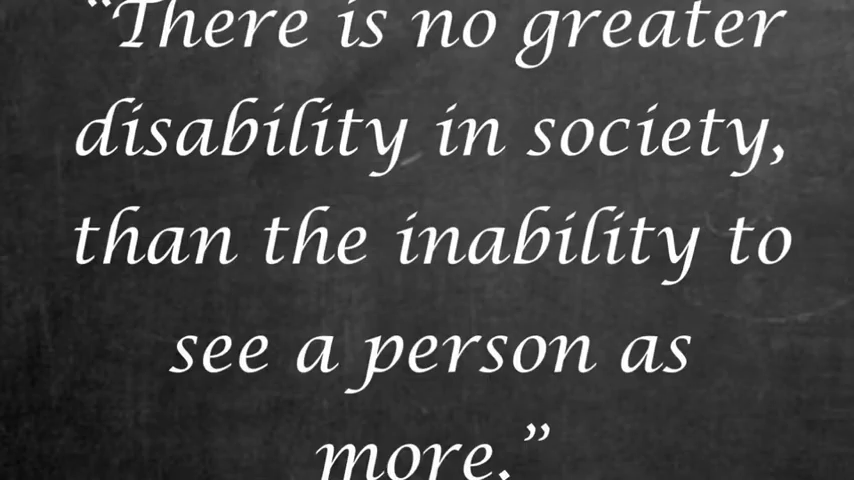 “There is no greater
disability in society,
than the inability to
see a person as
more.”